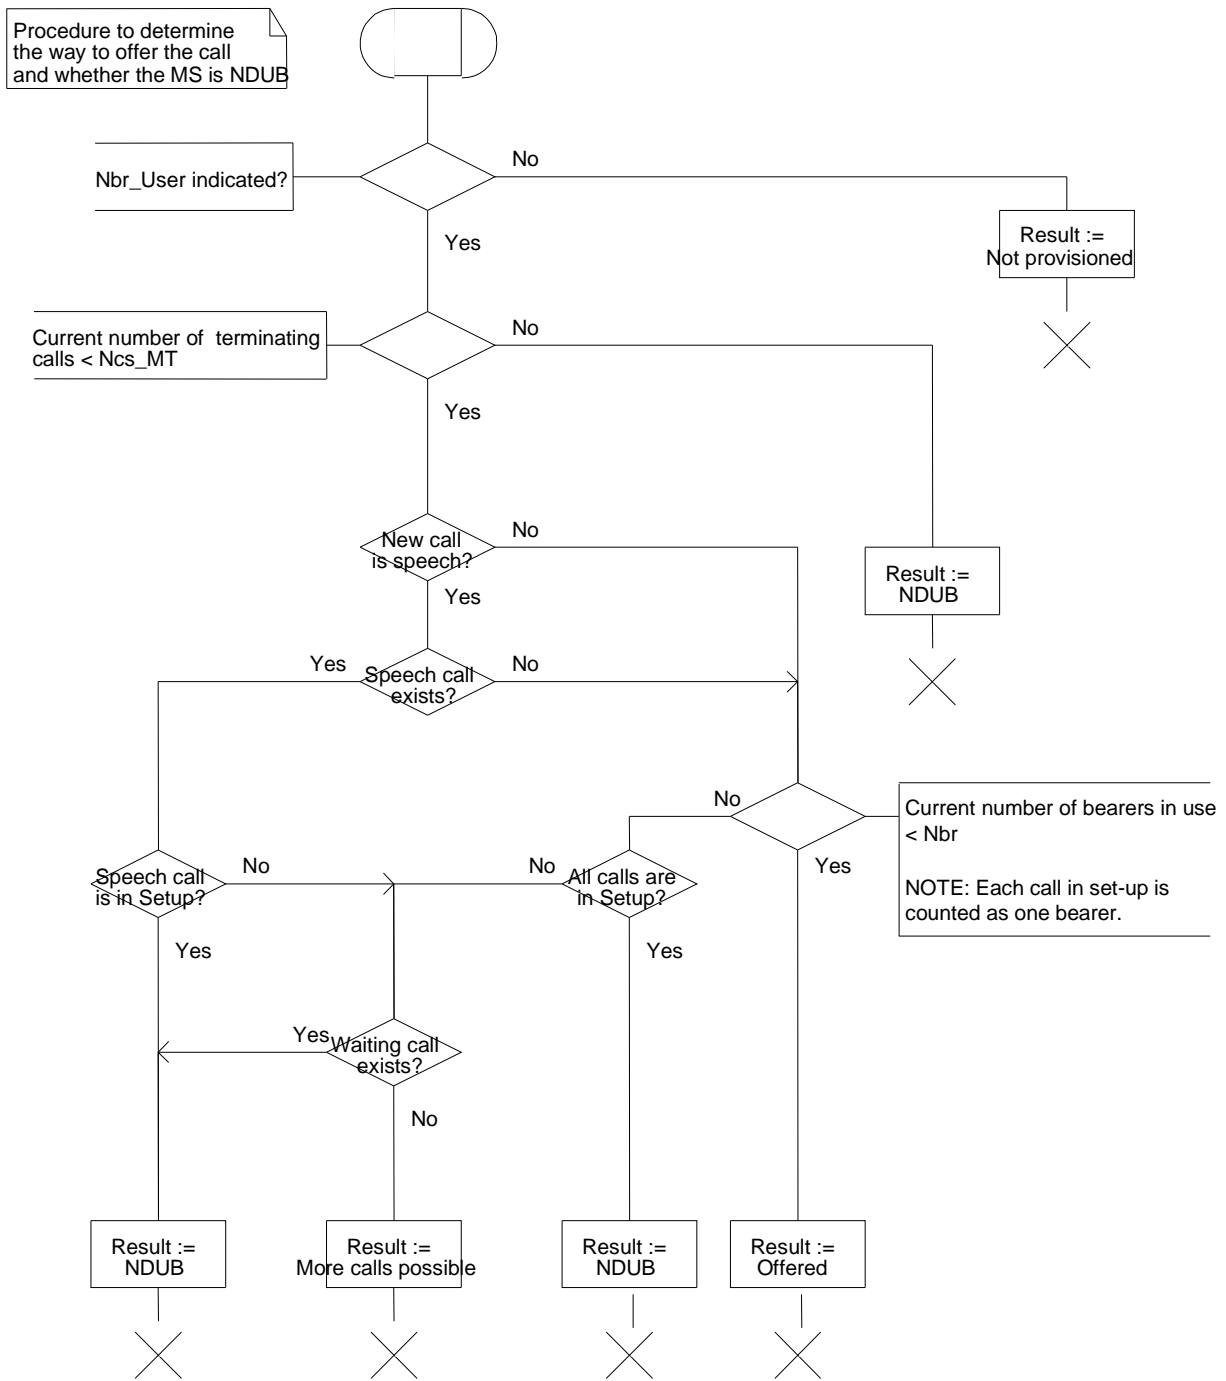 Procedure to determine
the way to offer the call
and whether the MS is NDUB
Nbr_User indicated?
No
Yes
Result :=
Not provisioned
Current number of  terminating
calls < Ncs_MT
No
Yes
New call
is speech?
No
Yes
Result :=
NDUB
Speech call
exists?
Yes
No
Current number of bearers in use
< Nbr
NOTE: Each call in set-up is
counted as one bearer.
No
Yes
Speech call
is in Setup?
No
Yes
All calls are
in Setup?
No
Yes
Waiting call
exists?
Yes
No
Result :=
NDUB
Result :=
More calls possible
Result :=
NDUB
Result :=
Offered